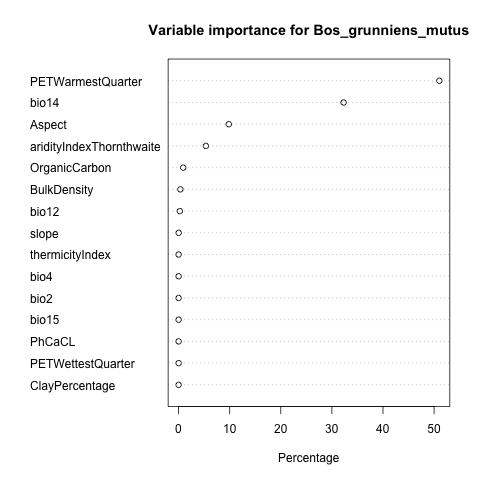 Variable importance for Bos_grunniens_mutus
PETWarmestQuarter
bio14
Aspect
aridityIndexThornthwaite
OrganicCarbon
BulkDensity
bio12
slope
thermicityIndex
bio4
bio2
bio15
PhCaCL
PETWettestQuarter
ClayPercentage
0 10 20 30 40 50
Percentage